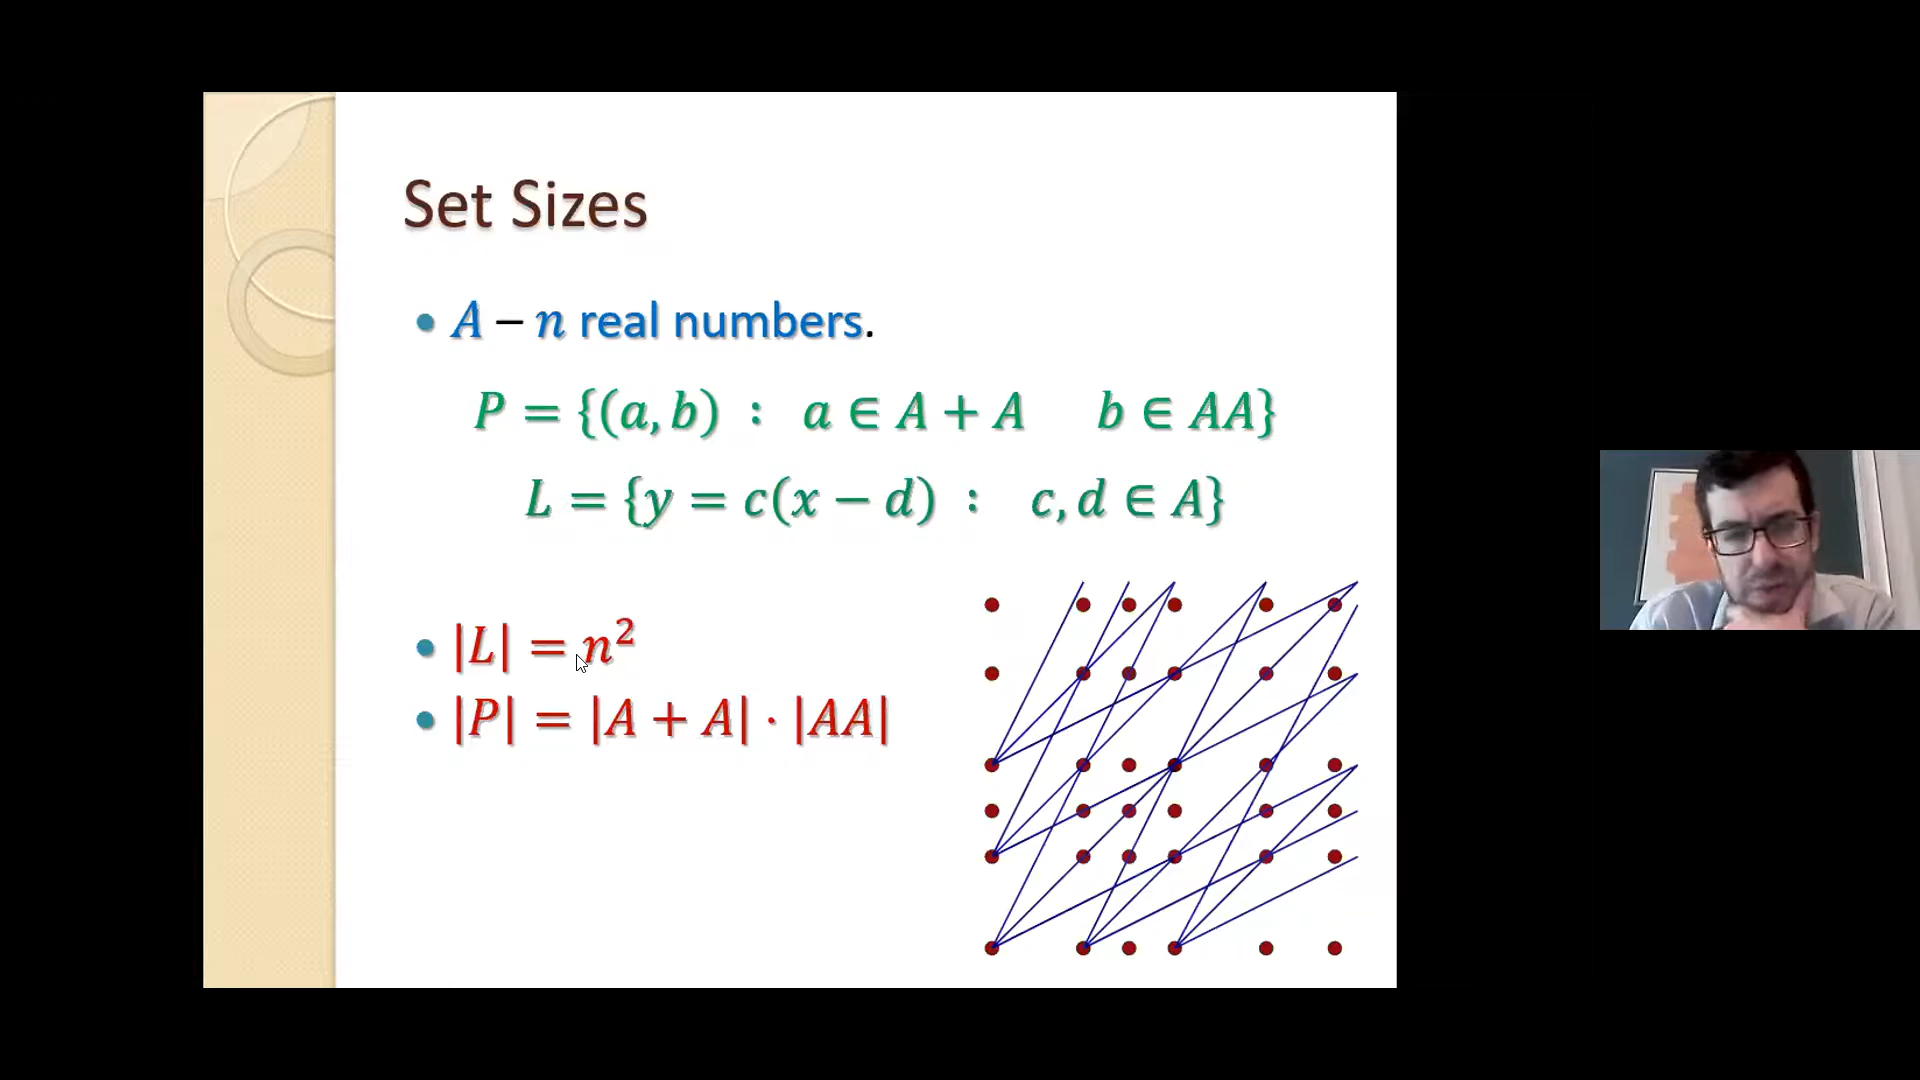 Set Sizes
• A – n real numbers.
P = {(a, b) : a ∈ A + A b ∈ AA}
L = {y = c(x − d) : c, d ∈ A}
• |L| = n²
• |P| = |A + A| · |AA|